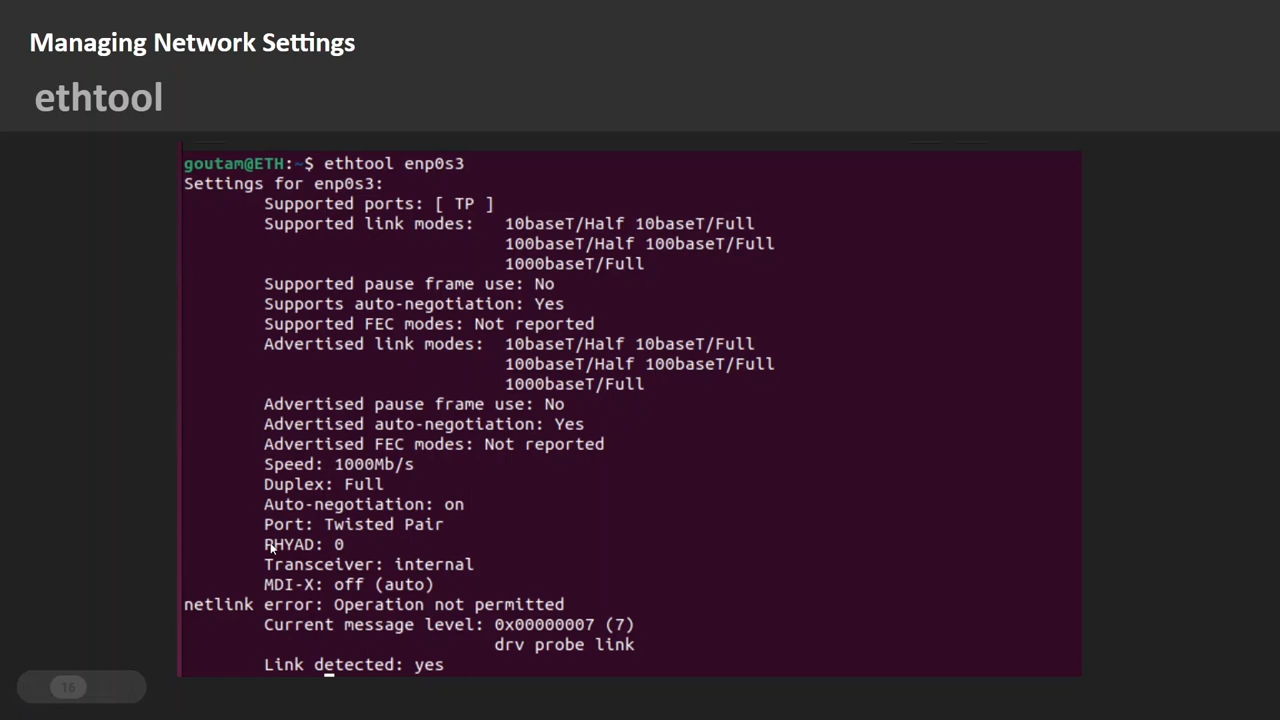 Managing Network Settings
ethtool
goutam@ETH:~$ ethtool enp0s3
Settings for enp0s3:
Supported ports: [ TP ]
Supported link modes: 10baseT/Half 10baseT/Full
100baseT/Half 100baseT/Full
1000baseT/Full
Supported pause frame use: No
Supports auto-negotiation: Yes
Supported FEC modes: Not reported
Advertised link modes: 10baseT/Half 10baseT/Full
100baseT/Half 100baseT/Full
1000baseT/Full
Advertised pause frame use: No
Advertised auto-negotiation: Yes
Advertised FEC modes: Not reported
Speed: 1000Mb/s
Duplex: Full
Auto-negotiation: on
Port: Twisted Pair
PHYAD: 0
Transceiver: internal
MDI-X: off (auto)
netlink error: Operation not permitted
Current message level: 0x00000007 (7)
drv probe link
Link detected: yes
16